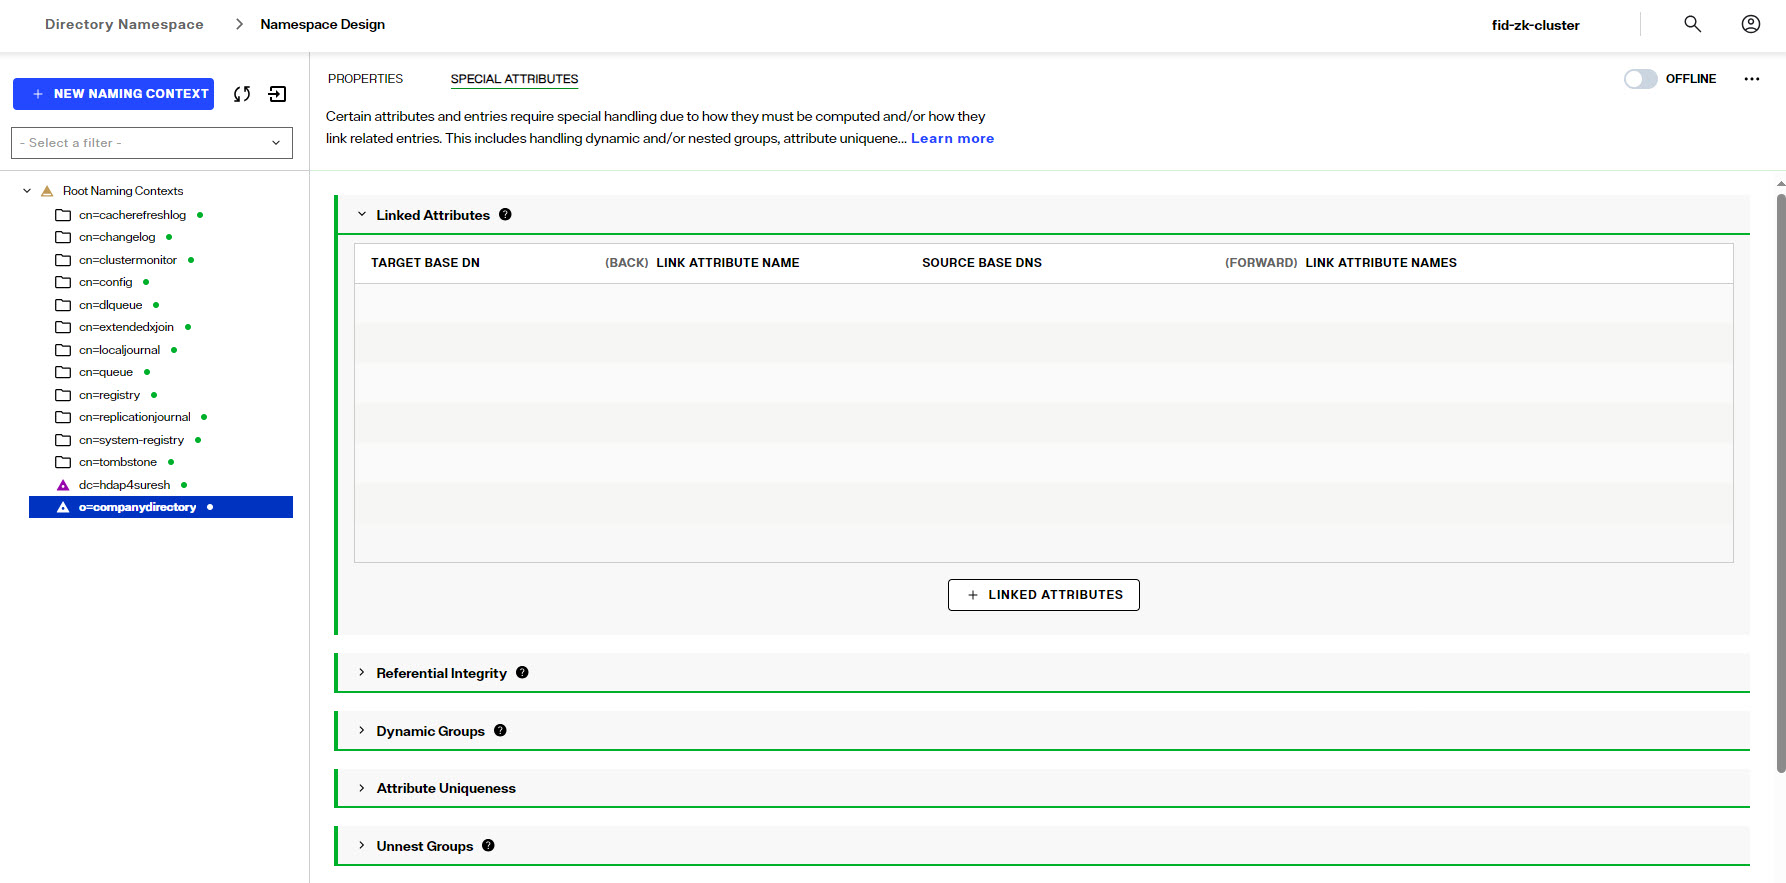 Directory Namespace > Namespace Design
fid-zk-cluster
+ NEW NAMING CONTEXT
- Select a filter -
Root Naming Contexts
cn=cacherefreshlog
cn=changelog
cn=clustermonitor
cn=config
cn=dlqueue
cn=extendedxjoin
cn=localjournal
cn=queue
cn=registry
cn=replicationjournal
cn=system-registry
cn=tombstone
dc=hdap4suresh
o=companydirectory
PROPERTIES SPECIAL ATTRIBUTES
OFFLINE ...
Certain attributes and entries require special handling due to how they must be computed and/or how they
link related entries. This includes handling dynamic and/or nested groups, attribute uniquene... Learn more
Linked Attributes ?
TARGET BASE DN (BACK) LINK ATTRIBUTE NAME SOURCE BASE DNS (FORWARD) LINK ATTRIBUTE NAMES
+ LINKED ATTRIBUTES
Referential Integrity ?
Dynamic Groups ?
Attribute Uniqueness
Unnest Groups ?